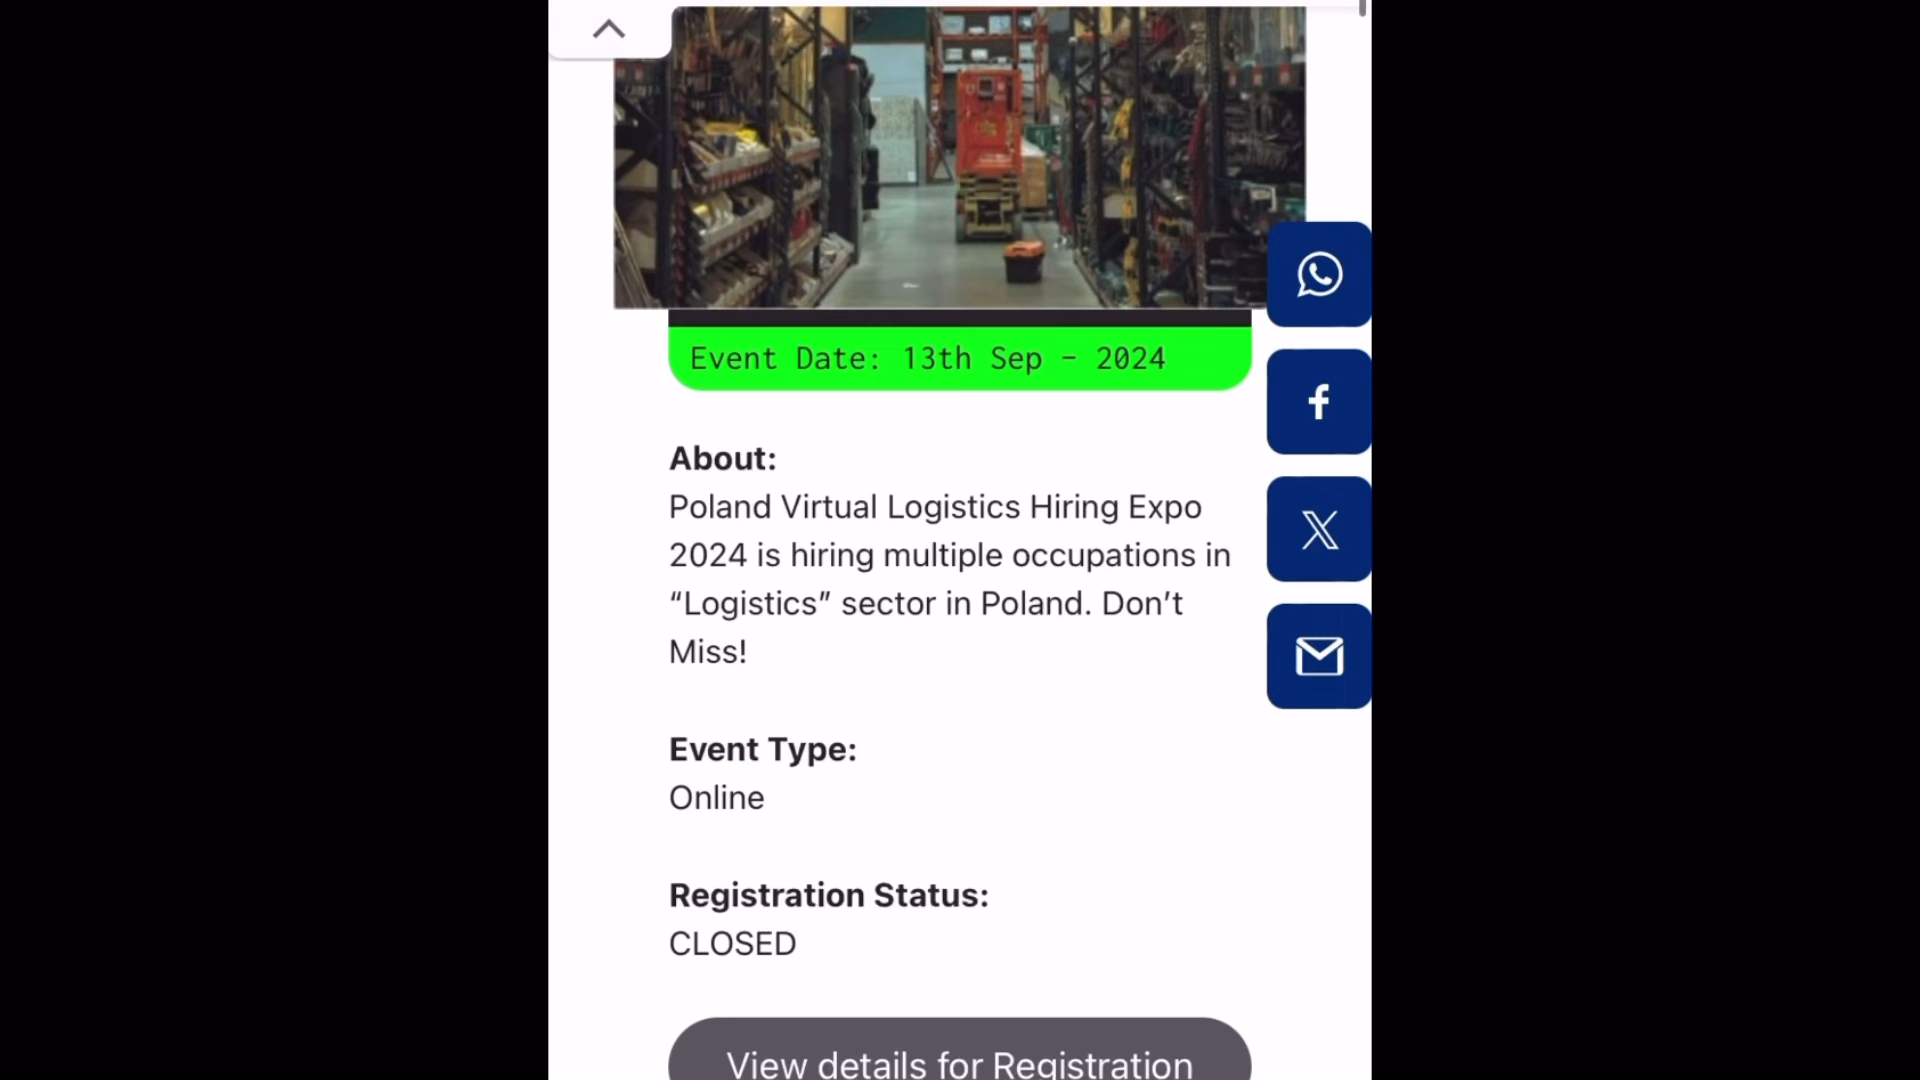 Event Date: 13th Sep - 2024
About:
Poland Virtual Logistics Hiring Expo
2024 is hiring multiple occupations in
“Logistics” sector in Poland. Don’t
Miss!
Event Type:
Online
Registration Status:
CLOSED
View details for Registration